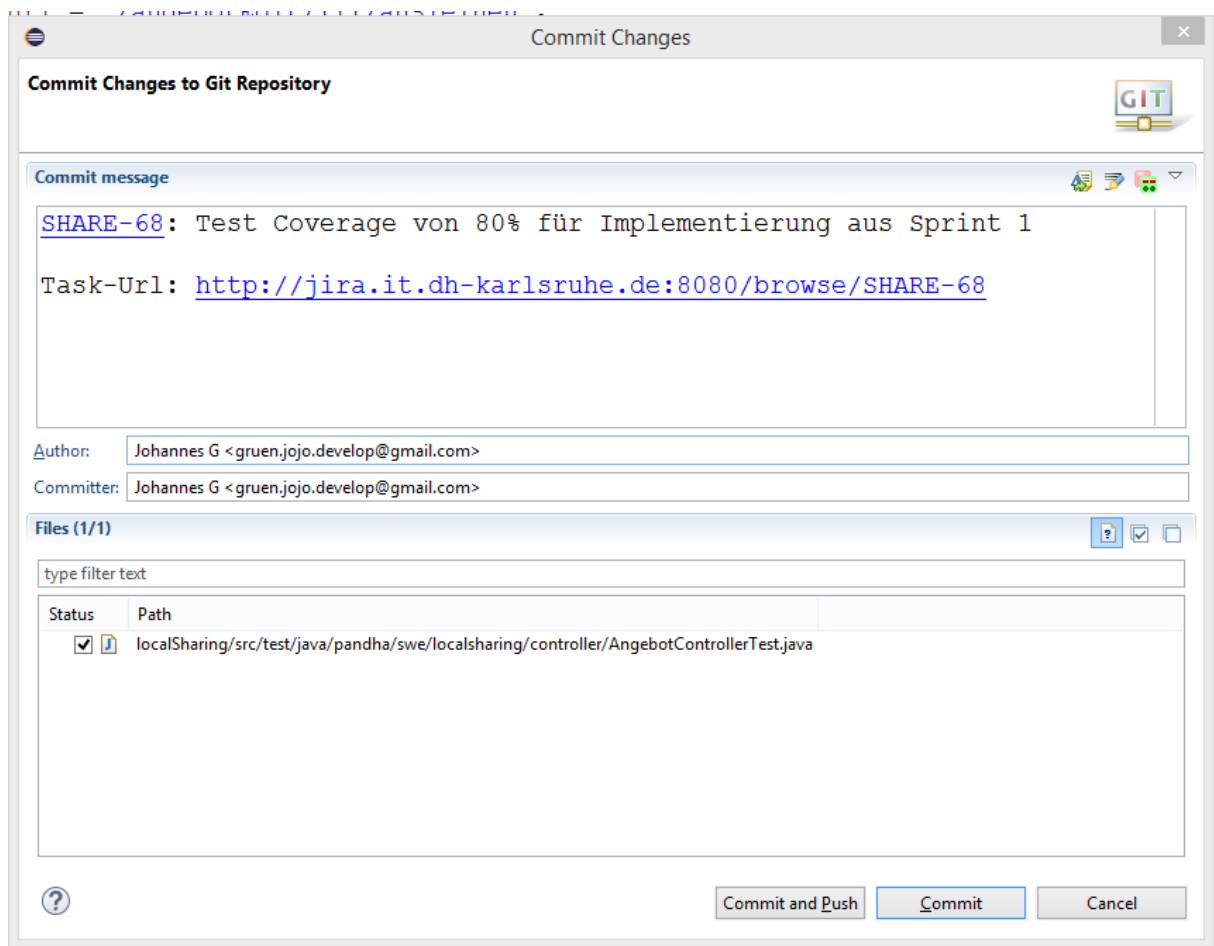 Commit Changes
Commit Changes to Git Repository
GIT
Commit message
SHARE-68: Test Coverage von 80% für Implementierung aus Sprint 1
Task-Url: http://jira.it.dh-karlsruhe.de:8080/browse/SHARE-68
Author: Johannes G <gruen.jojo.develop@gmail.com>
Committer: Johannes G <gruen.jojo.develop@gmail.com>
Files (1/1)
type filter text
Status Path
localSharing/src/test/java/pandha/swe/localsharing/controller/AngebotControllerTest.java
Commit and Push Commit Cancel